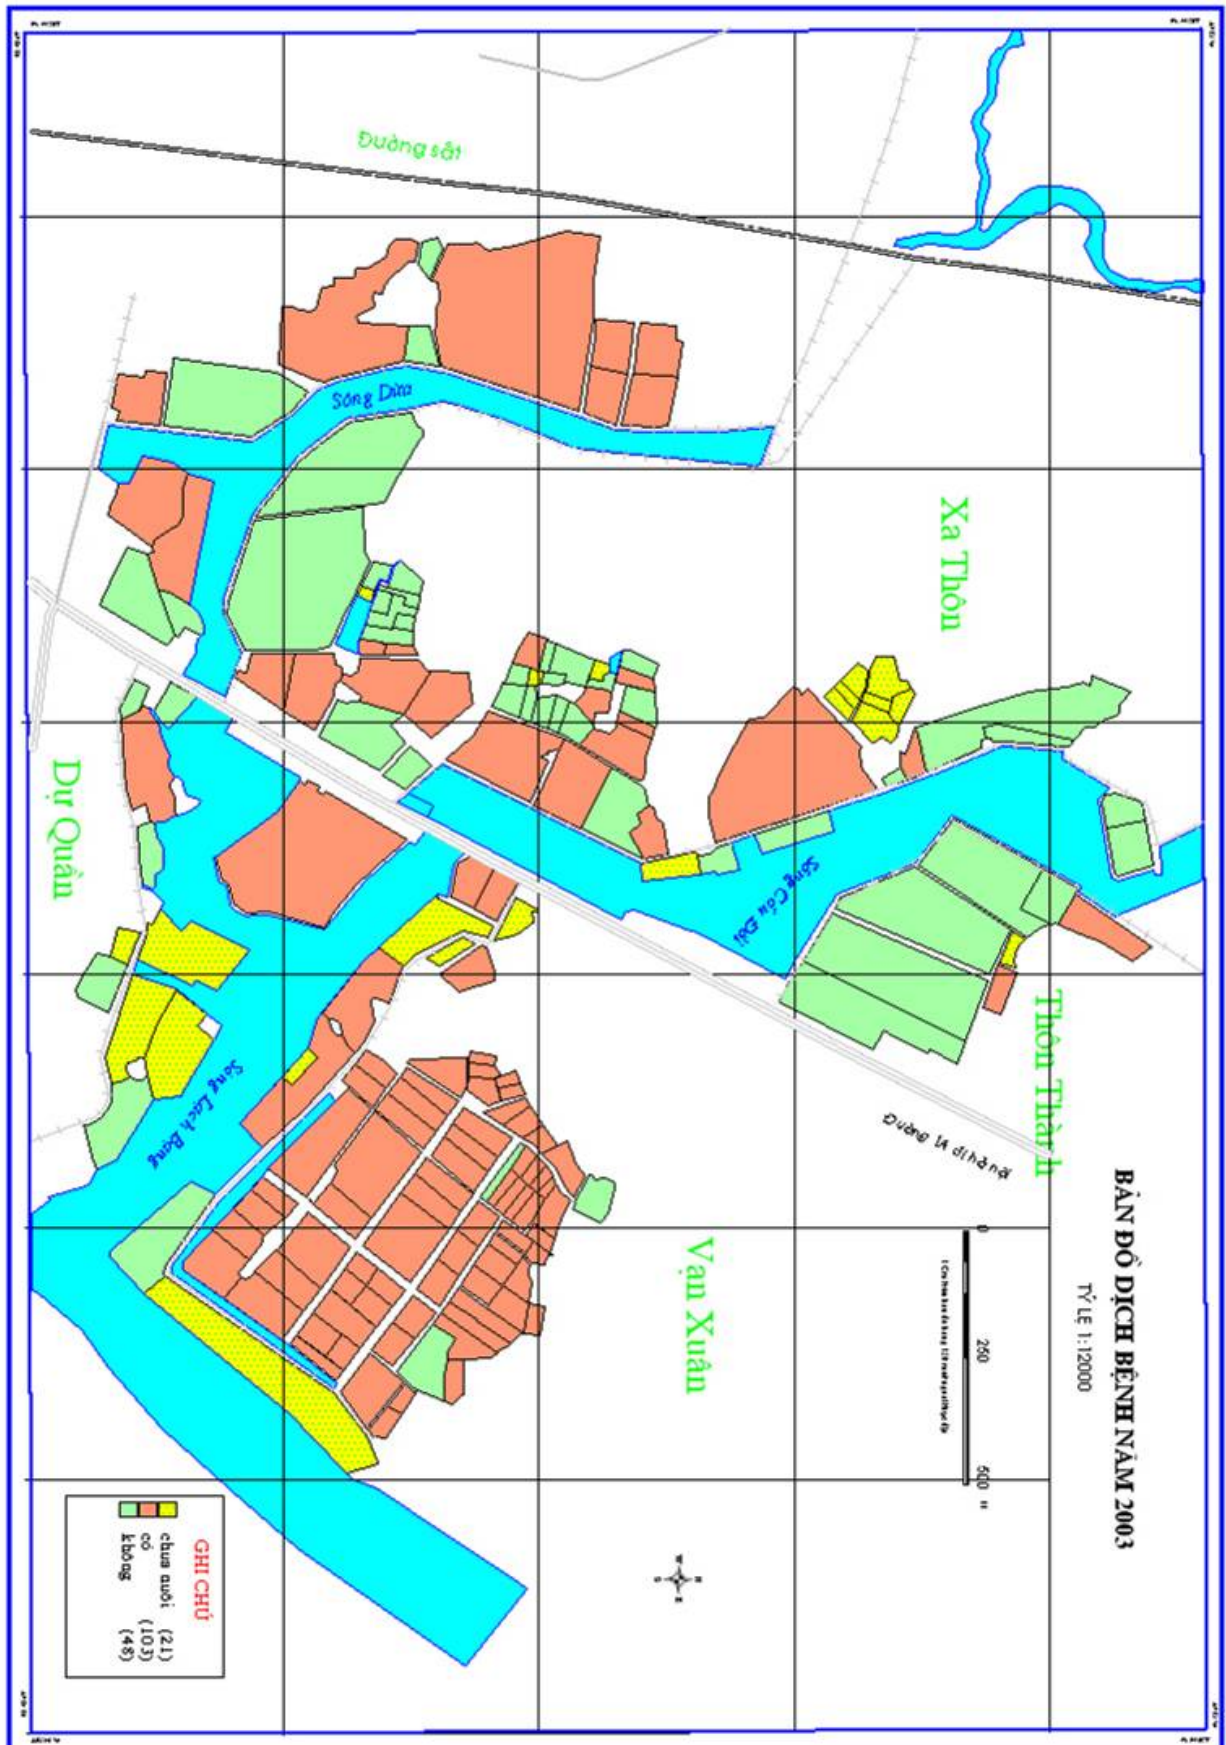 BẢN ĐỒ DỊCH BỆNH NĂM 2003
TỶ LỆ 1:12000
0 250 500
Đường sắt
Sông Dừa
Xa Thôn
Dự Quần
Sông Cầu Đồi
Thôn Thành
Đường 1A đi hà nội
Sông Lạch Bạng
Vạn Xuân
GHI CHÚ
chưa nuôi (21)
có (103)
không (48)